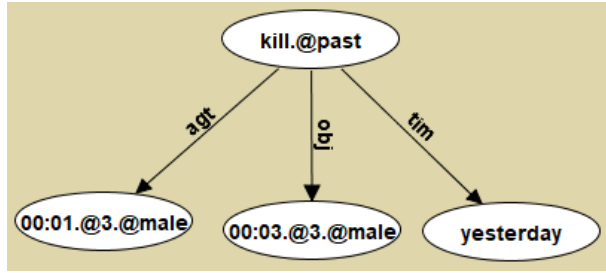 kill.@past
agt
obj
tim
00:01.@3.@male
00:03.@3.@male
yesterday